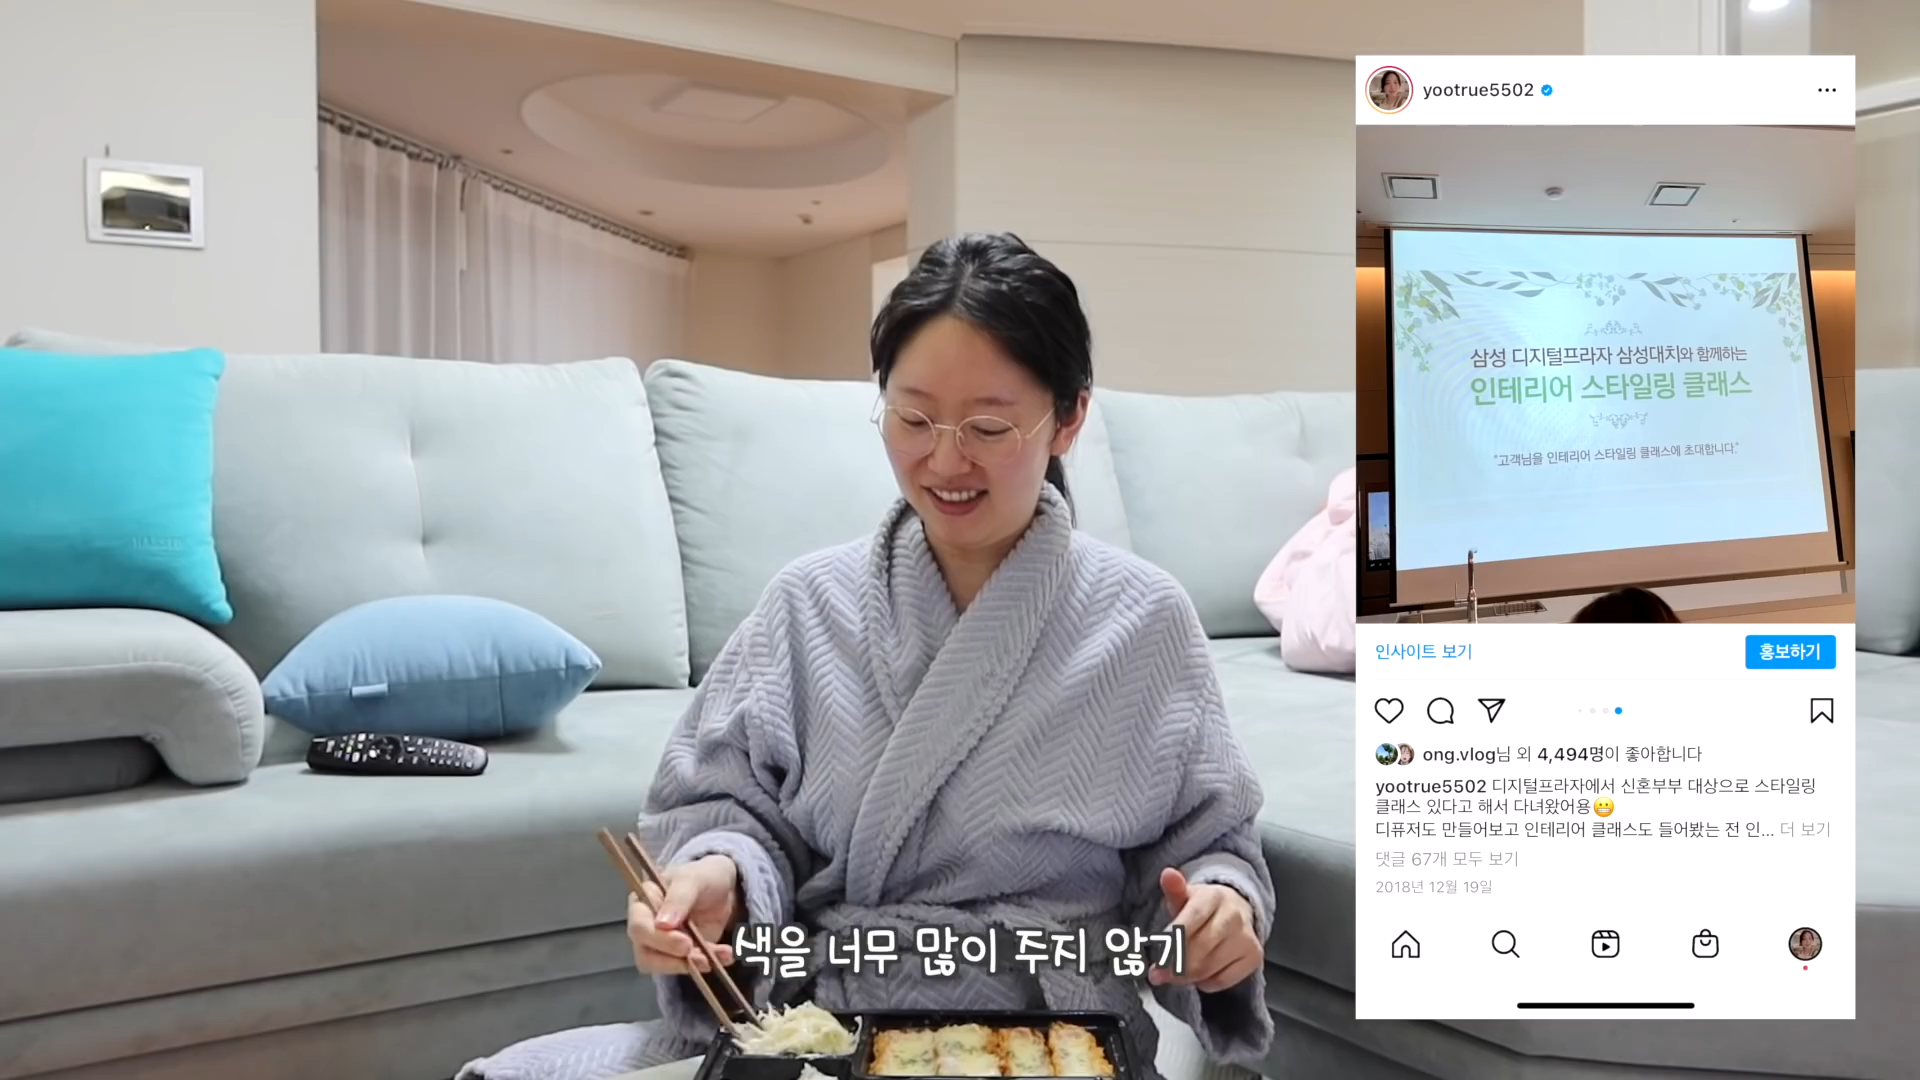 yootrue5502
삼성 디지털프라자 삼성대치와 함께하는
인테리어 스타일링 클래스
"고객님을 인테리어 스타일링 클래스에 초대합니다."
인사이트 보기
홍보하기
ong.vlog님 외 4,494명이 좋아합니다
yootrue5502 디지털프라자에서 신혼부부 대상으로 스타일링
클래스 있다고 해서 다녀왔어용😬
디퓨저도 만들어보고 인테리어 클래스도 들어봤는 전 인... 더 보기
댓글 67개 모두 보기
2018년 12월 19일
색을 너무 많이 주지 않기